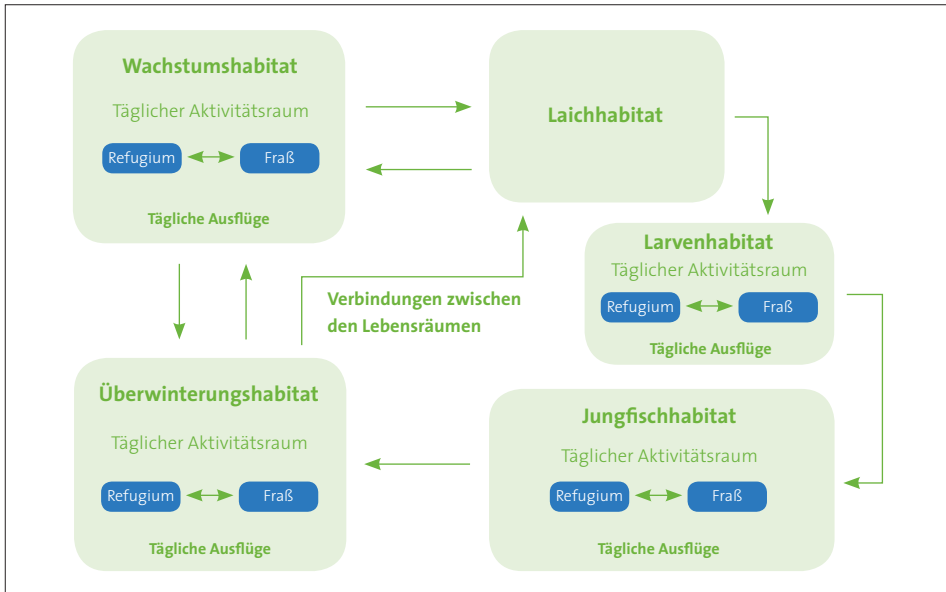 Wachstumshabitat
Täglicher Aktivitätsraum
Refugium
Fraß
Tägliche Ausflüge
Laichhabitat
Larvenhabitat
Täglicher Aktivitätsraum
Refugium
Fraß
Tägliche Ausflüge
Verbindungen zwischen
den Lebensräumen
Überwinterungshabitat
Täglicher Aktivitätsraum
Refugium
Fraß
Tägliche Ausflüge
Jungfischhabitat
Täglicher Aktivitätsraum
Refugium
Fraß
Tägliche Ausflüge